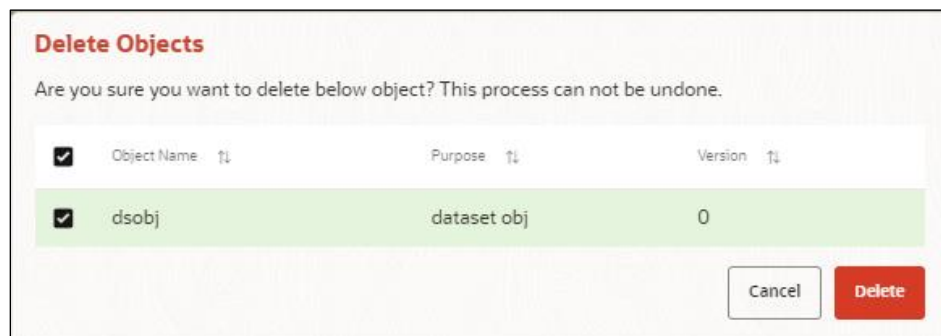 Delete Objects
Are you sure you want to delete below object? This process can not be undone.
Object Name Purpose Version
dsobj dataset obj 0
Cancel Delete